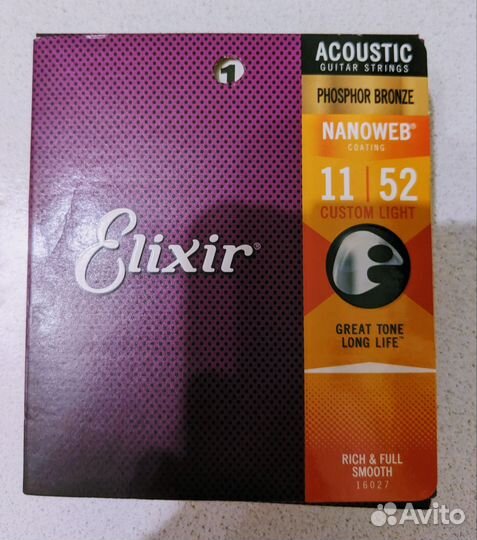 1
ACOUSTIC
GUITAR STRINGS
PHOSPHOR BRONZE
NANOWEB®
COATING
11 | 52
CUSTOM LIGHT
Elixir®
GREAT TONE
LONG LIFE™
RICH & FULL
SMOOTH
16027
Avito